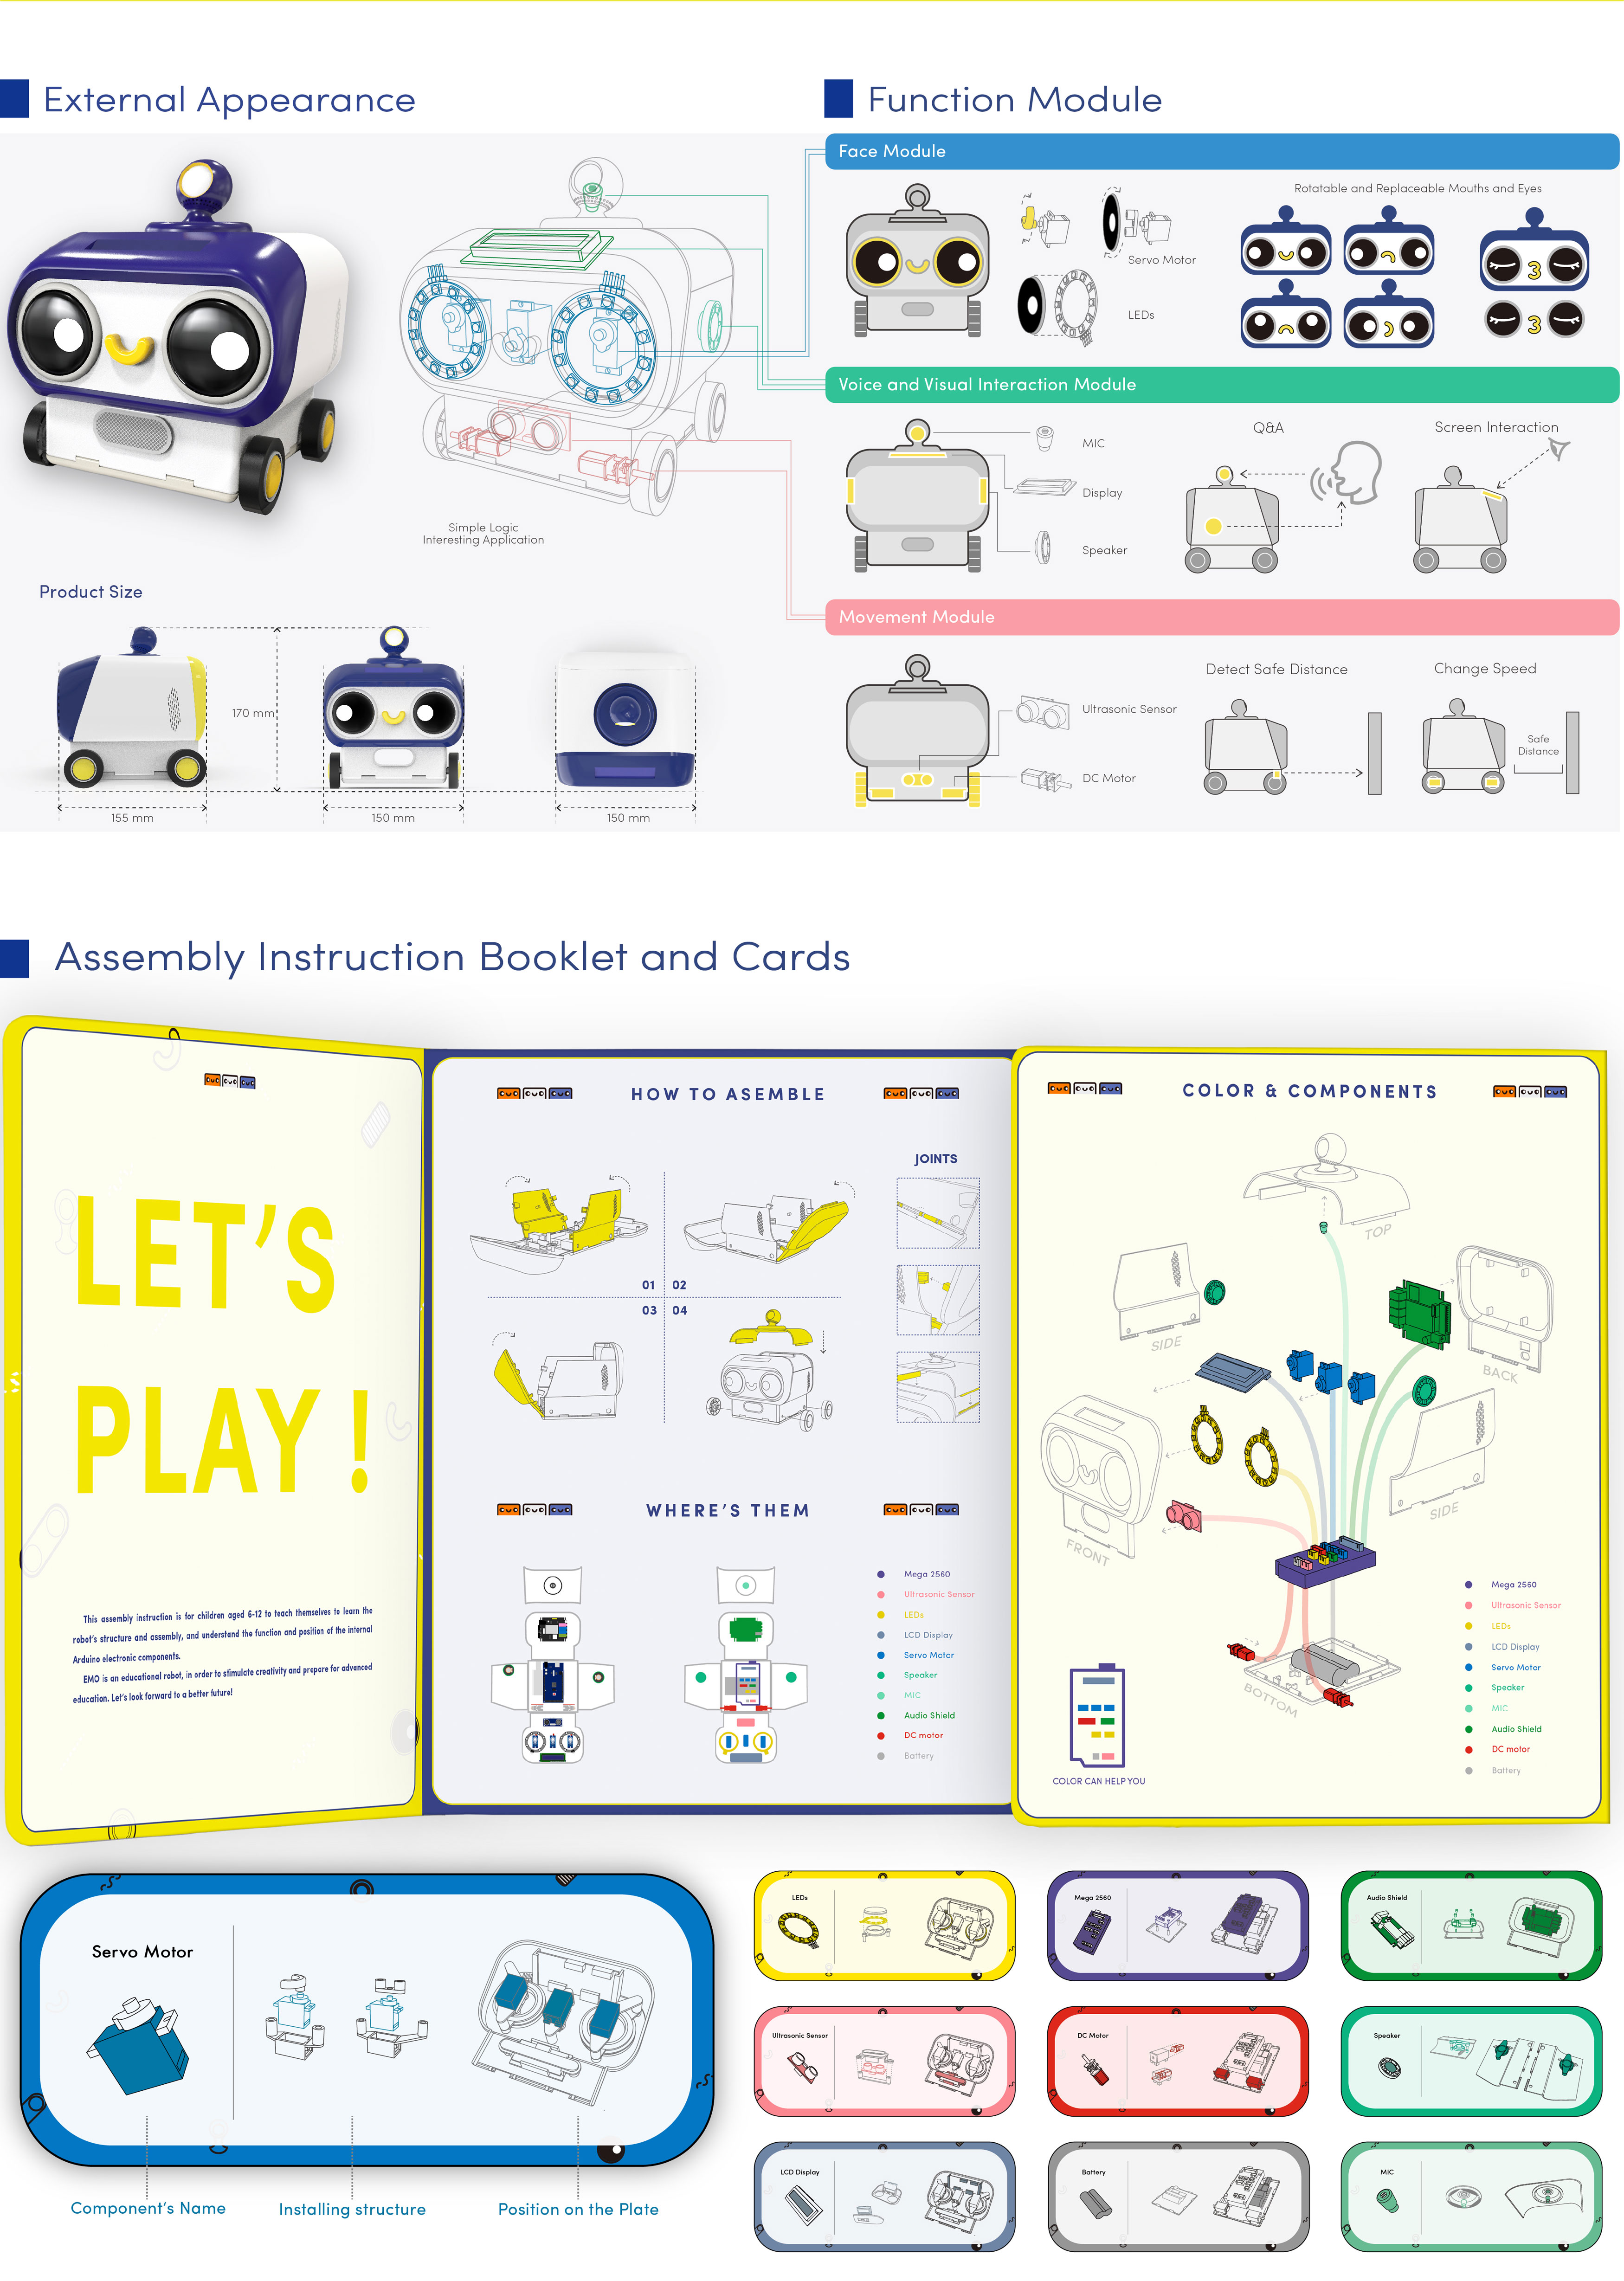 External Appearance
Function Module
Face Module
Rotatable and Replaceable Mouths and Eyes
Servo Motor
LEDs
Voice and Visual Interaction Module
MIC
Display
Speaker
Q&A
Screen Interaction
Simple Logic
Interesting Application
Movement Module
Ultrasonic Sensor
DC Motor
Detect Safe Distance
Change Speed
Safe
Distance
Product Size
170 mm
155 mm
150 mm
150 mm
Assembly Instruction Booklet and Cards
LET'S
PLAY !
This assembly instruction is for children aged 6-12 to teach themselves to learn the
robot's structure and assembly, and understand the function and position of the internal
Arduino electronic components.
EMO is an educational robot, in order to stimulate creativity and prepare for advanced
education. Let's look forward to a better future!
HOW TO ASEMBLE
JOINTS
01
02
03
04
WHERE'S THEM
Mega 2560
Ultrasonic Sensor
LEDs
LCD Display
Servo Motor
Speaker
MIC
Audio Shield
DC motor
Battery
COLOR & COMPONENTS
TOP
SIDE
BACK
SIDE
FRONT
BOTTOM
COLOR CAN HELP YOU
Mega 2560
Ultrasonic Sensor
LEDs
LCD Display
Servo Motor
Speaker
MIC
Audio Shield
DC motor
Battery
Servo Motor
Component's Name
Installing structure
Position on the Plate
LEDs
Mega 2560
Audio Shield
Ultrasonic Sensor
DC Motor
Speaker
LCD Display
Battery
MIC